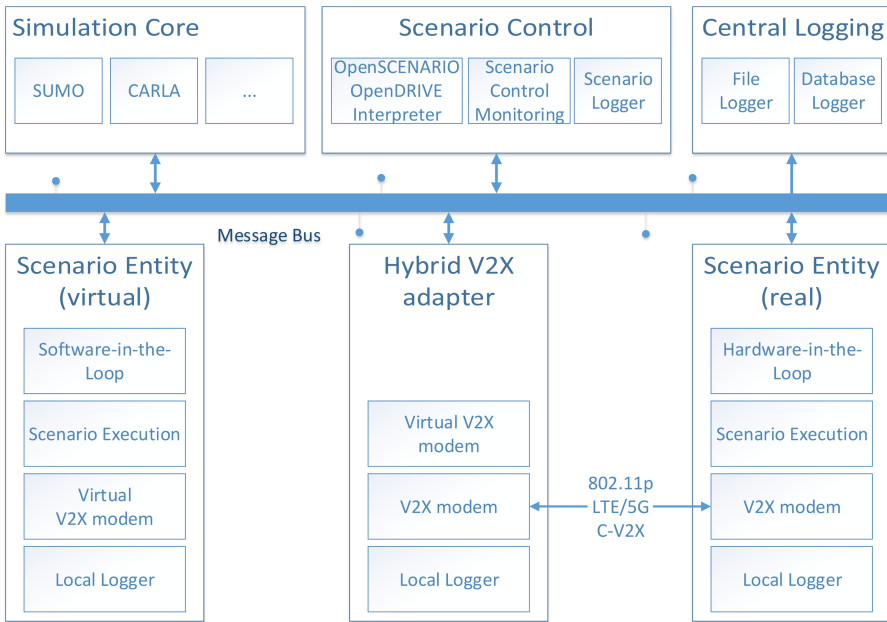 Simulation Core
SUMO
CARLA
...
Scenario Control
OpenSCENARIO
OpenDRIVE
Interpreter
Scenario
Control
Monitoring
Scenario
Logger
Central Logging
File
Logger
Database
Logger
Message Bus
Scenario Entity
(virtual)
Software-in-the-
Loop
Scenario Execution
Virtual
V2X modem
Local Logger
Hybrid V2X
adapter
Virtual V2X
modem
V2X modem
Local Logger
802.11p
LTE/5G
C-V2X
Scenario Entity
(real)
Hardware-in-the-
Loop
Scenario Execution
V2X modem
Local Logger